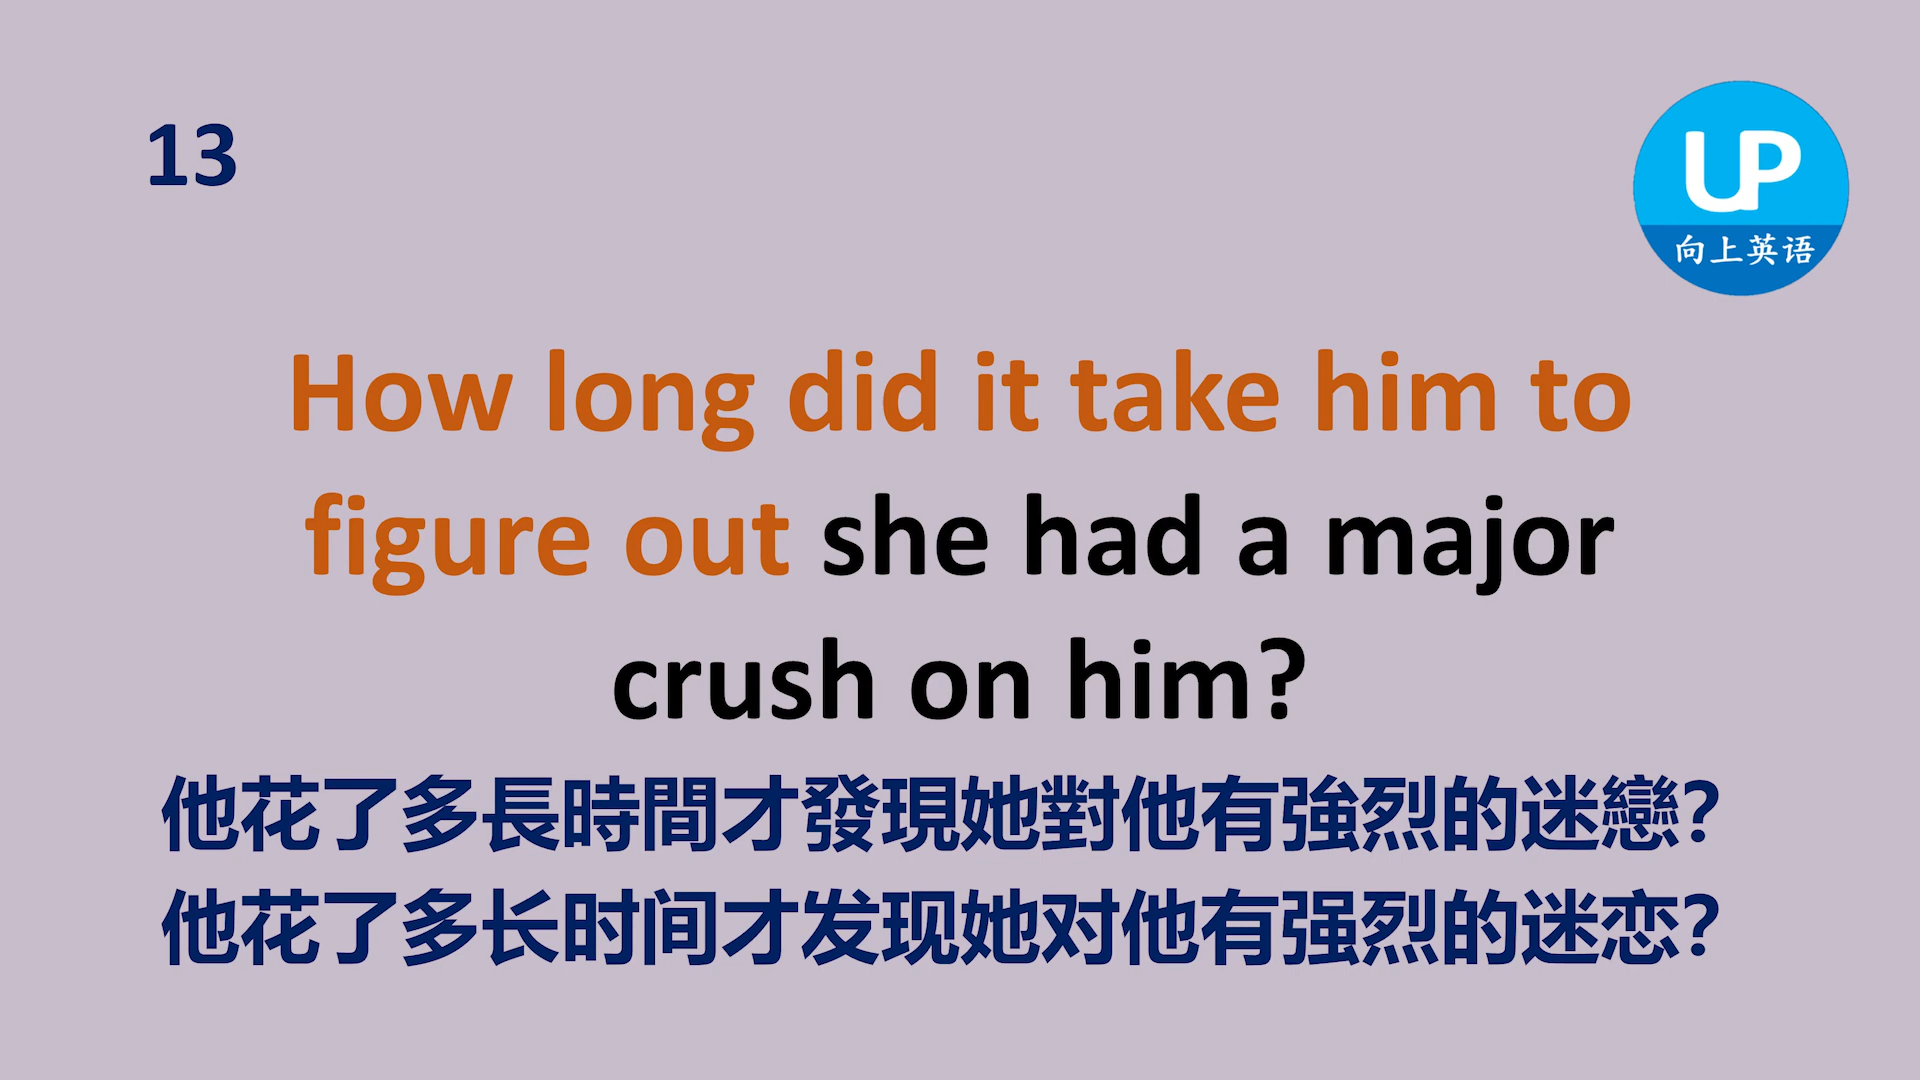 13
UP
向上英语
How long did it take him to
figure out she had a major
crush on him?
他花了多長時間才發現她對他有強烈的迷戀?
他花了多长时间才发现她对他有强烈的迷恋?